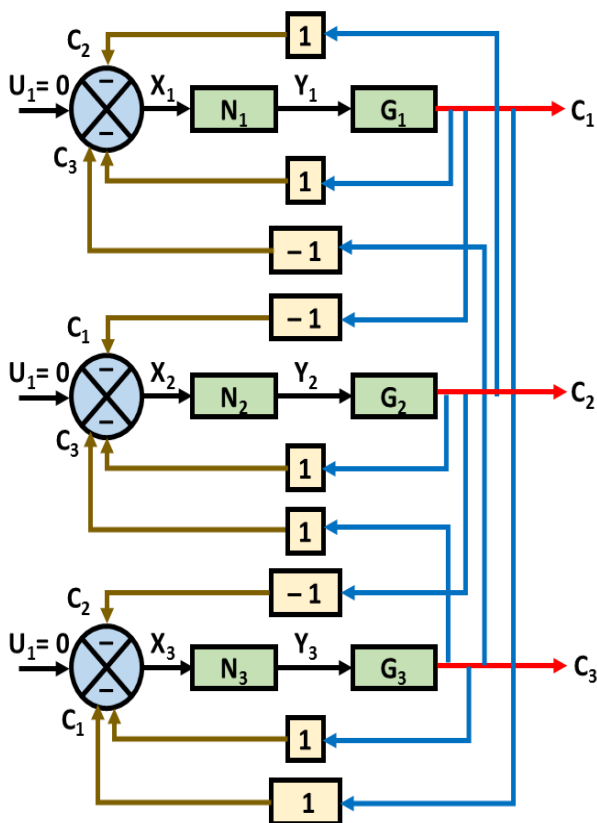 C₂ 1
U₁= 0 − X₁ N₁ Y₁ G₁ C₁
−
C₃ 1
− 1
C₁ − 1
U₁= 0 − X₂ N₂ Y₂ G₂ C₂
−
C₃ 1
1
C₂ − 1
U₁= 0 − X₃ N₃ Y₃ G₃ C₃
−
C₁ 1
1